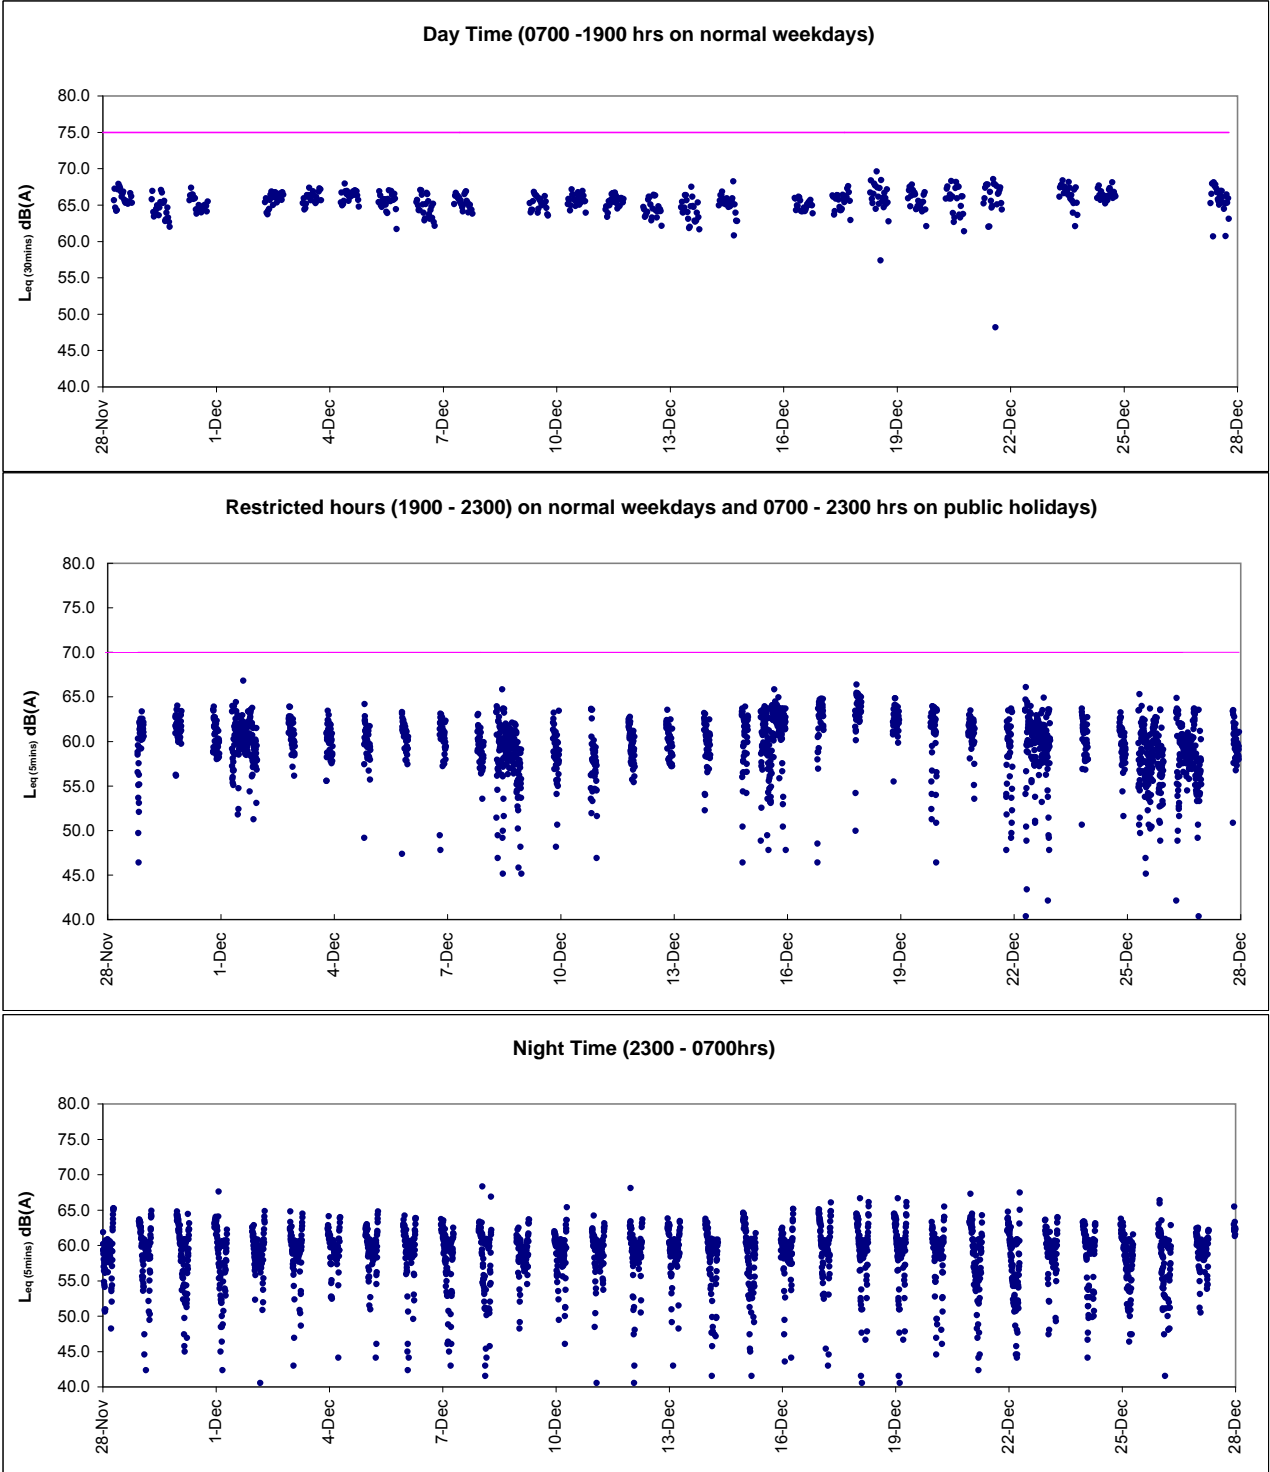 Day Time (0700 -1900 hrs on normal weekdays)
80.0
75.0
70.0
65.0
60.0
55.0
50.0
45.0
40.0
Leq (30mins) dB(A)
28-Nov
1-Dec
4-Dec
7-Dec
10-Dec
13-Dec
16-Dec
19-Dec
22-Dec
25-Dec
28-Dec
Restricted hours (1900 - 2300) on normal weekdays and 0700 - 2300 hrs on public holidays)
80.0
75.0
70.0
65.0
60.0
55.0
50.0
45.0
40.0
Leq (5mins) dB(A)
28-Nov
1-Dec
4-Dec
7-Dec
10-Dec
13-Dec
16-Dec
19-Dec
22-Dec
25-Dec
28-Dec
Night Time (2300 - 0700hrs)
80.0
75.0
70.0
65.0
60.0
55.0
50.0
45.0
40.0
Leq (5mins) dB(A)
28-Nov
1-Dec
4-Dec
7-Dec
10-Dec
13-Dec
16-Dec
19-Dec
22-Dec
25-Dec
28-Dec